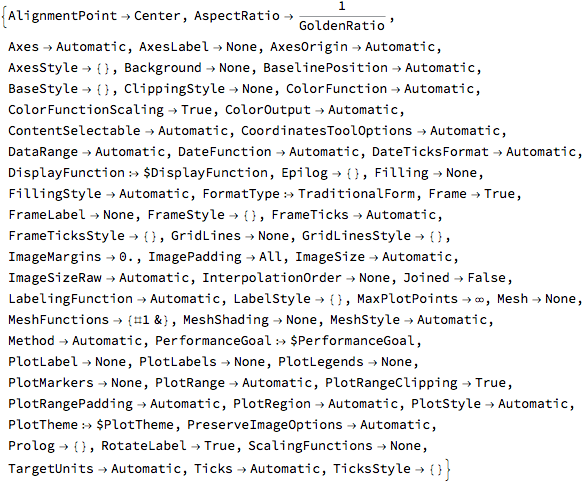 {AlignmentPoint → Center, AspectRatio → 1/GoldenRatio,
Axes → Automatic, AxesLabel → None, AxesOrigin → Automatic,
AxesStyle → {}, Background → None, BaselinePosition → Automatic,
BaseStyle → {}, ClippingStyle → None, ColorFunction → Automatic,
ColorFunctionScaling → True, ColorOutput → Automatic,
ContentSelectable → Automatic, CoordinatesToolOptions → Automatic,
DataRange → Automatic, DateFunction → Automatic, DateTicksFormat → Automatic,
DisplayFunction :→ $DisplayFunction, Epilog → {}, Filling → None,
FillingStyle → Automatic, FormatType :→ TraditionalForm, Frame → True,
FrameLabel → None, FrameStyle → {}, FrameTicks → Automatic,
FrameTicksStyle → {}, GridLines → None, GridLinesStyle → {},
ImageMargins → 0., ImagePadding → All, ImageSize → Automatic,
ImageSizeRaw → Automatic, InterpolationOrder → None, Joined → False,
LabelingFunction → Automatic, LabelStyle → {}, MaxPlotPoints → ∞, Mesh → None,
MeshFunctions → {#1 &}, MeshShading → None, MeshStyle → Automatic,
Method → Automatic, PerformanceGoal :→ $PerformanceGoal,
PlotLabel → None, PlotLabels → None, PlotLegends → None,
PlotMarkers → None, PlotRange → Automatic, PlotRangeClipping → True,
PlotRangePadding → Automatic, PlotRegion → Automatic, PlotStyle → Automatic,
PlotTheme :→ $PlotTheme, PreserveImageOptions → Automatic,
Prolog → {}, RotateLabel → True, ScalingFunctions → None,
TargetUnits → Automatic, Ticks → Automatic, TicksStyle → {}}